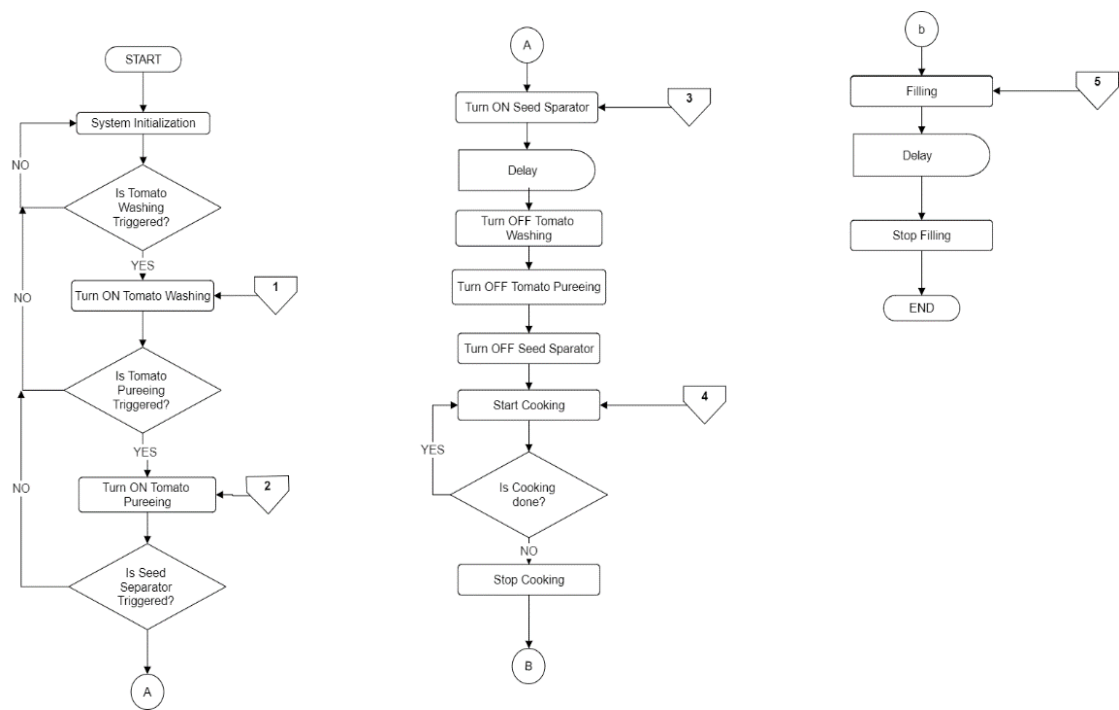 START
System Initialization
NO
Is Tomato
Washing
Triggered?
YES
NO
Turn ON Tomato Washing
1
Is Tomato
Pureeing
Triggered?
YES
NO
Turn ON Tomato
Pureeing
2
Is Seed
Separator
Triggered?
A
A
Turn ON Seed Sparator
3
Delay
Turn OFF Tomato
Washing
Turn OFF Tomato Pureeing
Turn OFF Seed Sparator
Start Cooking
4
YES
Is Cooking
done?
NO
Stop Cooking
B
b
Filling
5
Delay
Stop Filling
END